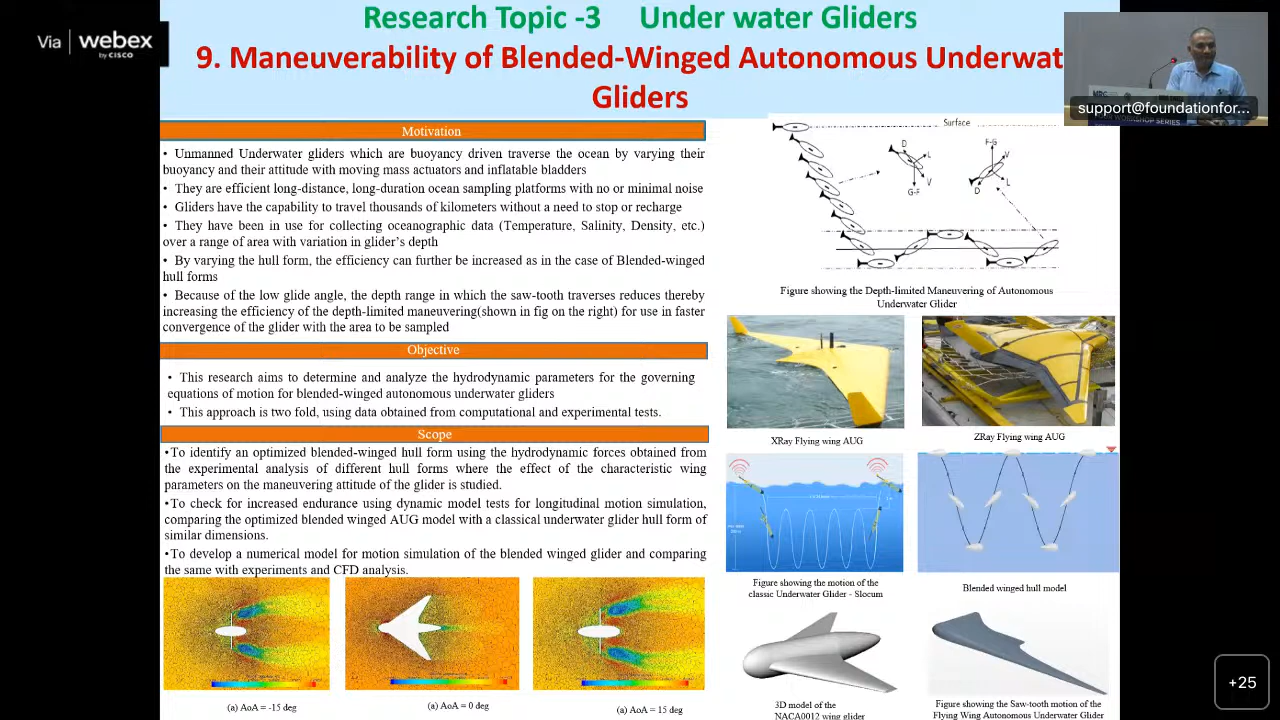 Research Topic -3 Under water Gliders
Via webex
by CISCO
9. Maneuverability of Blended-Winged Autonomous Underwat
Gliders
support@foundationfor...
WORKSHOP SERIES
Motivation
• Unmanned Underwater gliders which are buoyancy driven traverse the ocean by varying their
buoyancy and their attitude with moving mass actuators and inflatable bladders
• They are efficient long-distance, long-duration ocean sampling platforms with no or minimal noise
• Gliders have the capability to travel thousands of kilometers without a need to stop or recharge
• They have been in use for collecting oceanographic data (Temperature, Salinity, Density, etc.)
over a range of area with variation in glider's depth
• By varying the hull form, the efficiency can further be increased as in the case of Blended-winged
hull forms
• Because of the low glide angle, the depth range in which the saw-tooth traverses reduces thereby
increasing the efficiency of the depth-limited maneuvering(shown in fig on the right) for use in faster
convergence of the glider with the area to be sampled
Objective
• This research aims to determine and analyze the hydrodynamic parameters for the governing
equations of motion for blended-winged autonomous underwater gliders
• This approach is two fold, using data obtained from computational and experimental tests.
Scope
•To identify an optimized blended-winged hull form using the hydrodynamic forces obtained from
the experimental analysis of different hull forms where the effect of the characteristic wing
parameters on the maneuvering attitude of the glider is studied.
•To check for increased endurance using dynamic model tests for longitudinal motion simulation,
comparing the optimized blended winged AUG model with a classical underwater glider hull form of
similar dimensions.
•To develop a numerical model for motion simulation of the blended winged glider and comparing
the same with experiments and CFD analysis.
(a) AoA = -15 deg
(a) AoA = 0 deg
(a) AoA = 15 deg
Surface
D
L
V
G-F
F-G
V
L
D
Figure showing the Depth-limited Maneuvering of Autonomous
Underwater Glider
XRay Flying wing AUG
ZRay Flying wing AUG
Figure showing the motion of the
classic Underwater Glider - Slocum
Blended winged hull model
3D model of the
NACA0012 wing glider
Figure showing the Saw-tooth motion of the
Flying Wing Autonomous Underwater Glider
+25